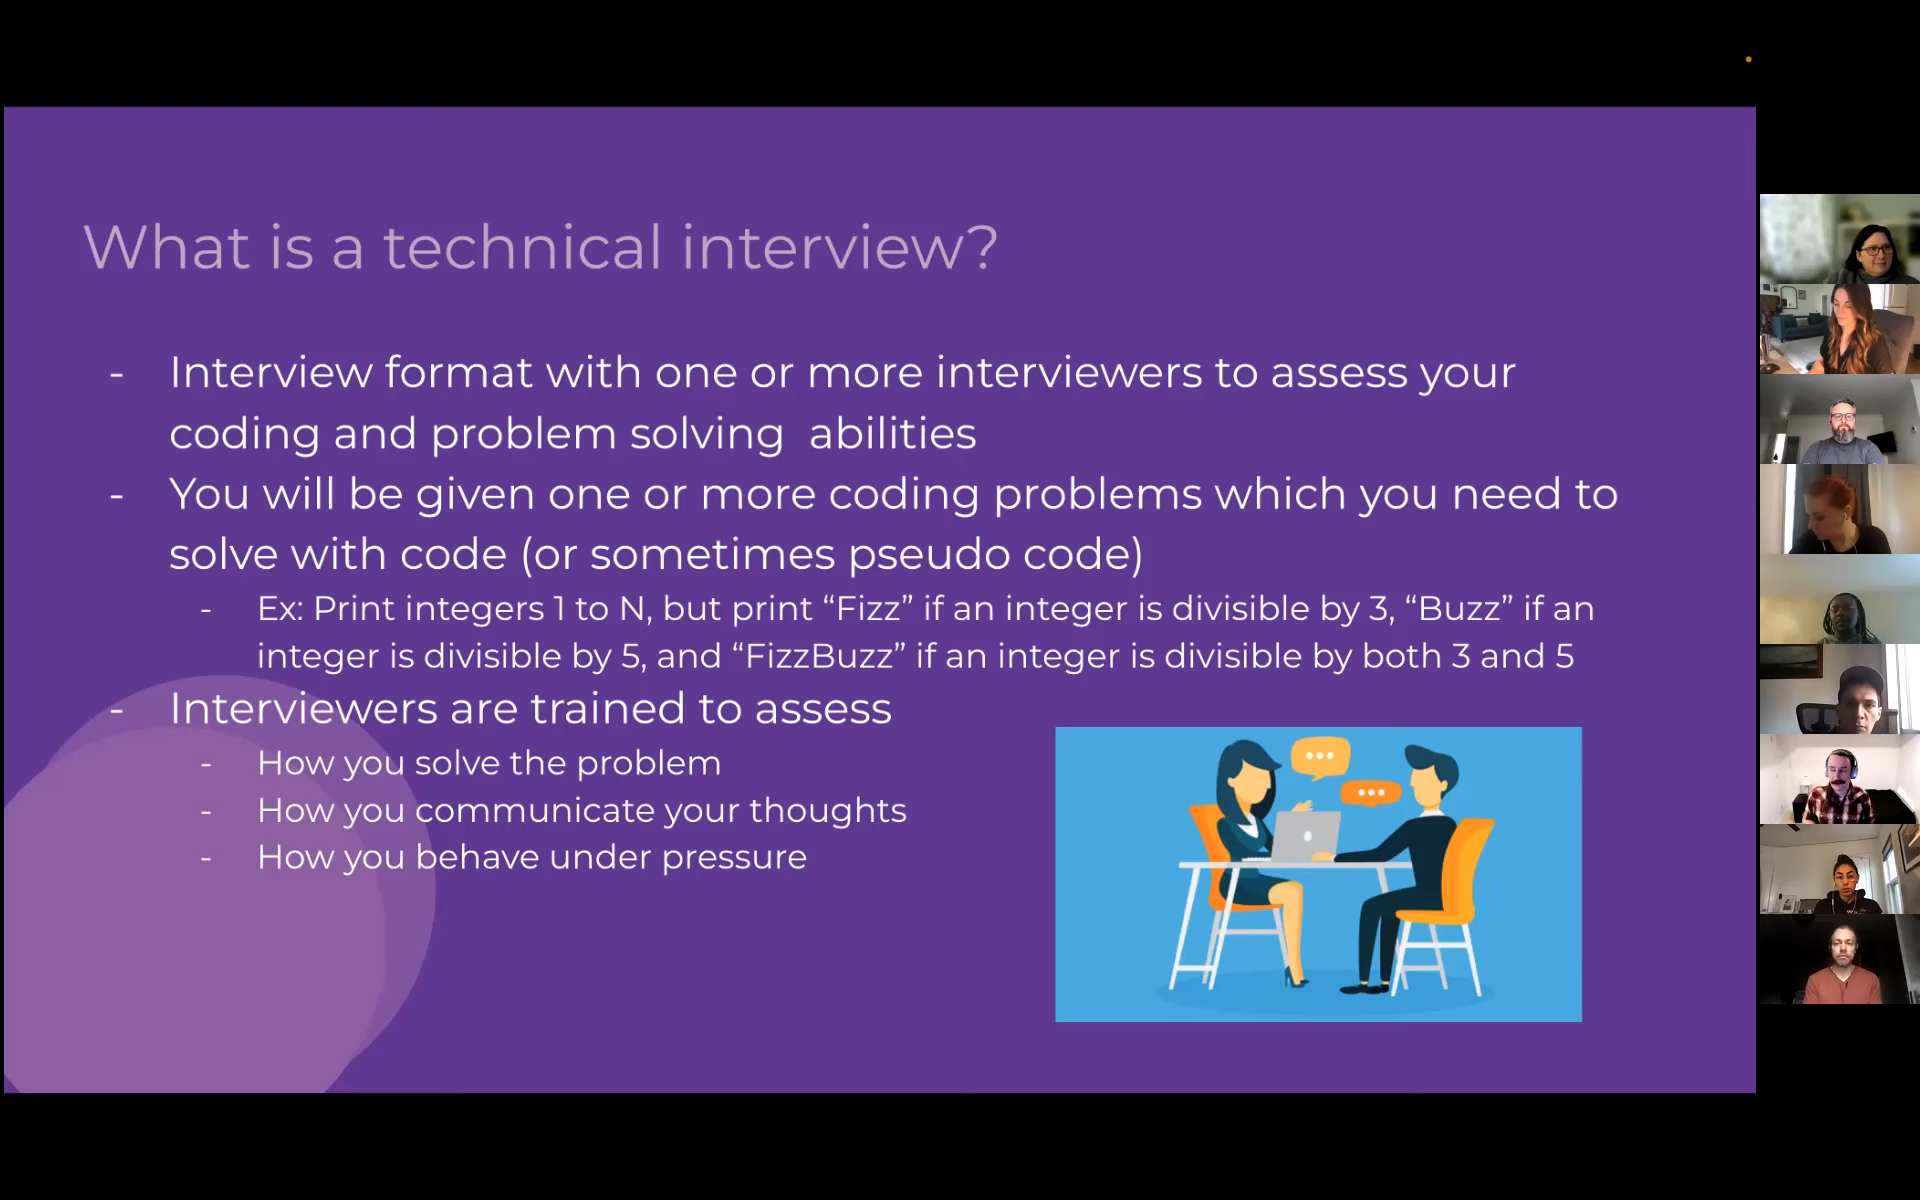 What is a technical interview?
- Interview format with one or more interviewers to assess your
coding and problem solving  abilities
- You will be given one or more coding problems which you need to
solve with code (or sometimes pseudo code)
- Ex: Print integers 1 to N, but print “Fizz” if an integer is divisible by 3, “Buzz” if an
integer is divisible by 5, and “FizzBuzz” if an integer is divisible by both 3 and 5
- Interviewers are trained to assess
- How you solve the problem
- How you communicate your thoughts
- How you behave under pressure